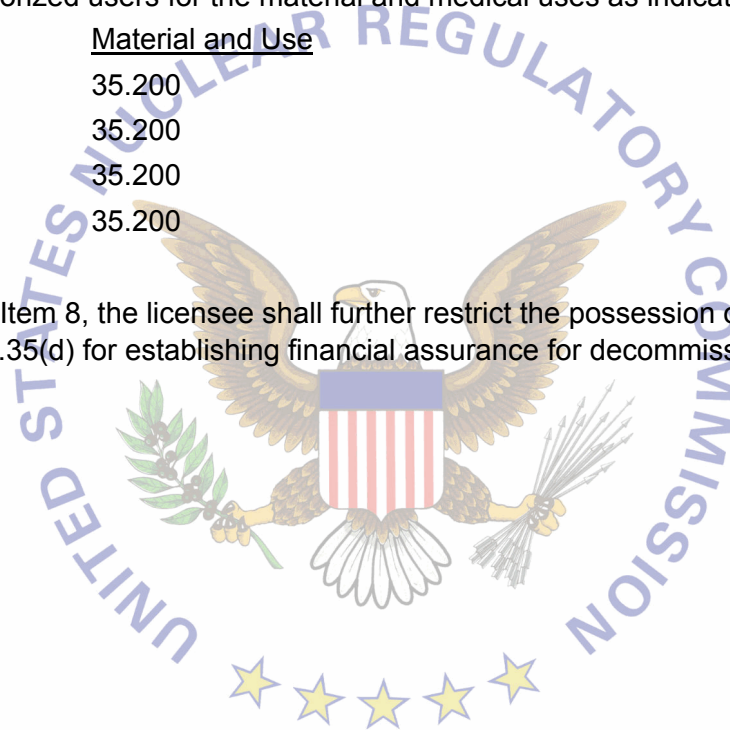 orized users for the material and medical uses as indicat
Material and Use
35.200
35.200
35.200
35.200
Item 8, the licensee shall further restrict the possession
.35(d) for establishing financial assurance for decommiss
UNITED STATES NUCLEAR REGULATORY COMMISSION